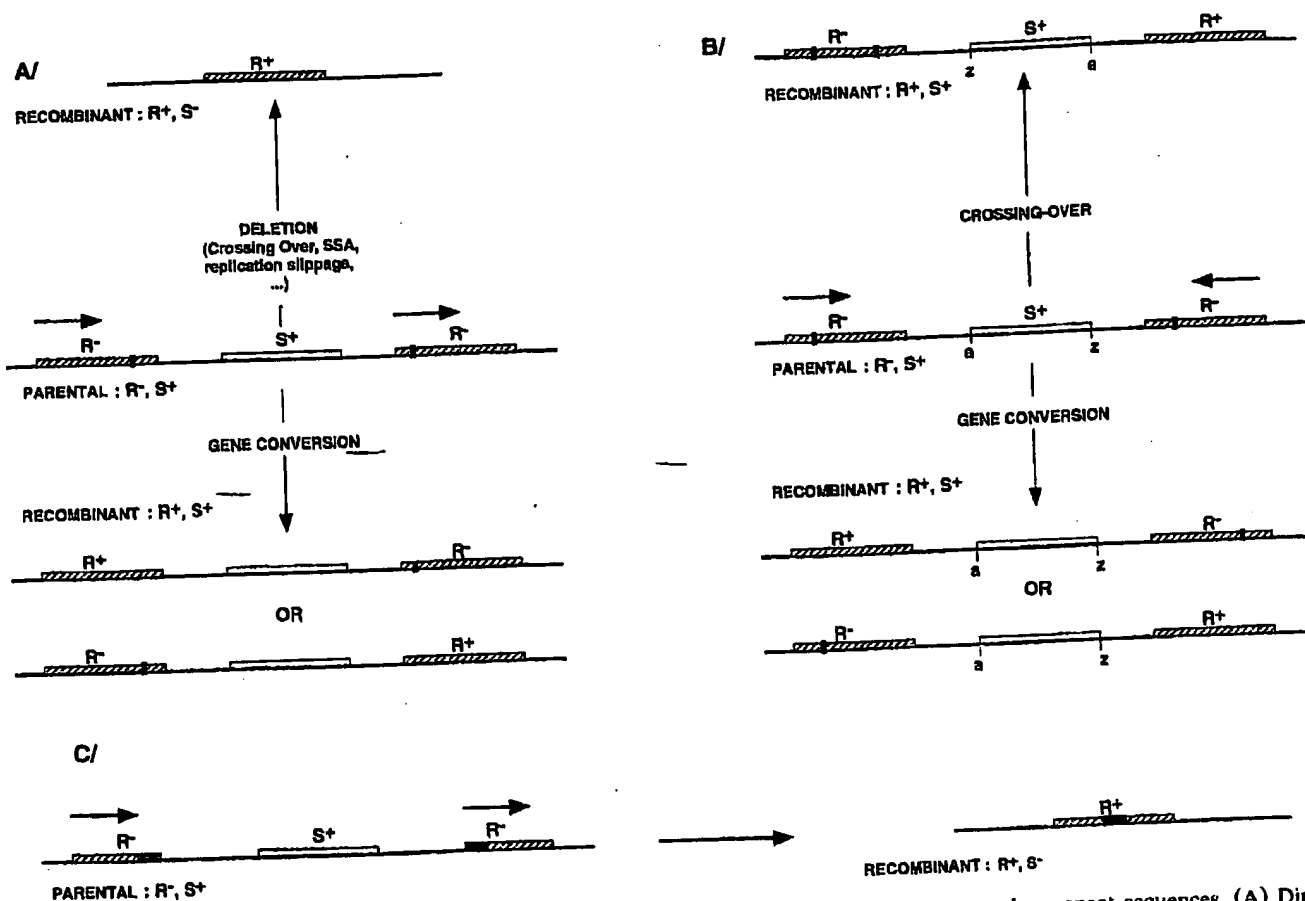 A/
R+
RECOMBINANT : R+, S-
DELETION
(Crossing Over, SSA,
replication slippage,
...)
R-
S+
R-
PARENTAL : R-, S+
GENE CONVERSION
RECOMBINANT : R+, S+
R+
R-
OR
R-
R+
B/
R-
S+
R+
z
a
RECOMBINANT : R+, S+
CROSSING-OVER
R-
S+
R-
a
z
PARENTAL : R-, S+
GENE CONVERSION
RECOMBINANT : R+, S+
R+
R-
a
z
OR
R-
R+
a
z
C/
R-
S+
R-
PARENTAL : R-, S+
R+
RECOMBINANT : R+, S-
sequences. (A)